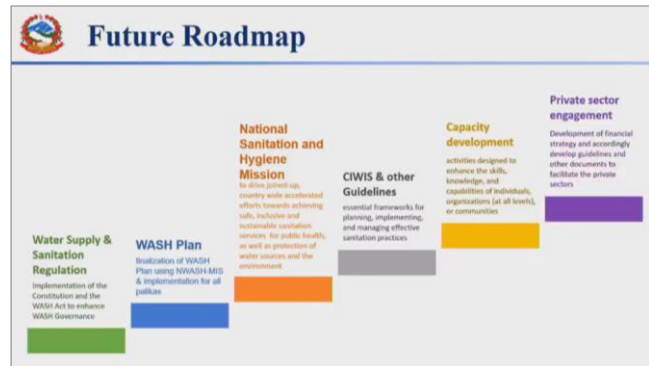 Future Roadmap
Water Supply &
Sanitation
Regulation
Implementation of the
Constitution and the
WASH Act to enhance
WASH Governance
WASH Plan
finalization of WASH
Plan using NWASH-MIS
& implementation for all
palikas
National
Sanitation and
Hygiene
Mission
to drive joined up,
country wide accelerated
efforts towards achieving
safe, inclusive and
sustainable sanitation
services for public health,
as well as protection of
water sources and the
environment
CIWIS & other
Guidelines
essential frameworks for
planning, implementing,
and managing effective
sanitation practices
Capacity
development
activities designed to
enhance the skills,
knowledge, and
capabilities of individuals,
organizations (at all levels),
or communities
Private sector
engagement
Development of financial
strategy and accordingly
develop guidelines and
other documents to
facilitate the private
sectors